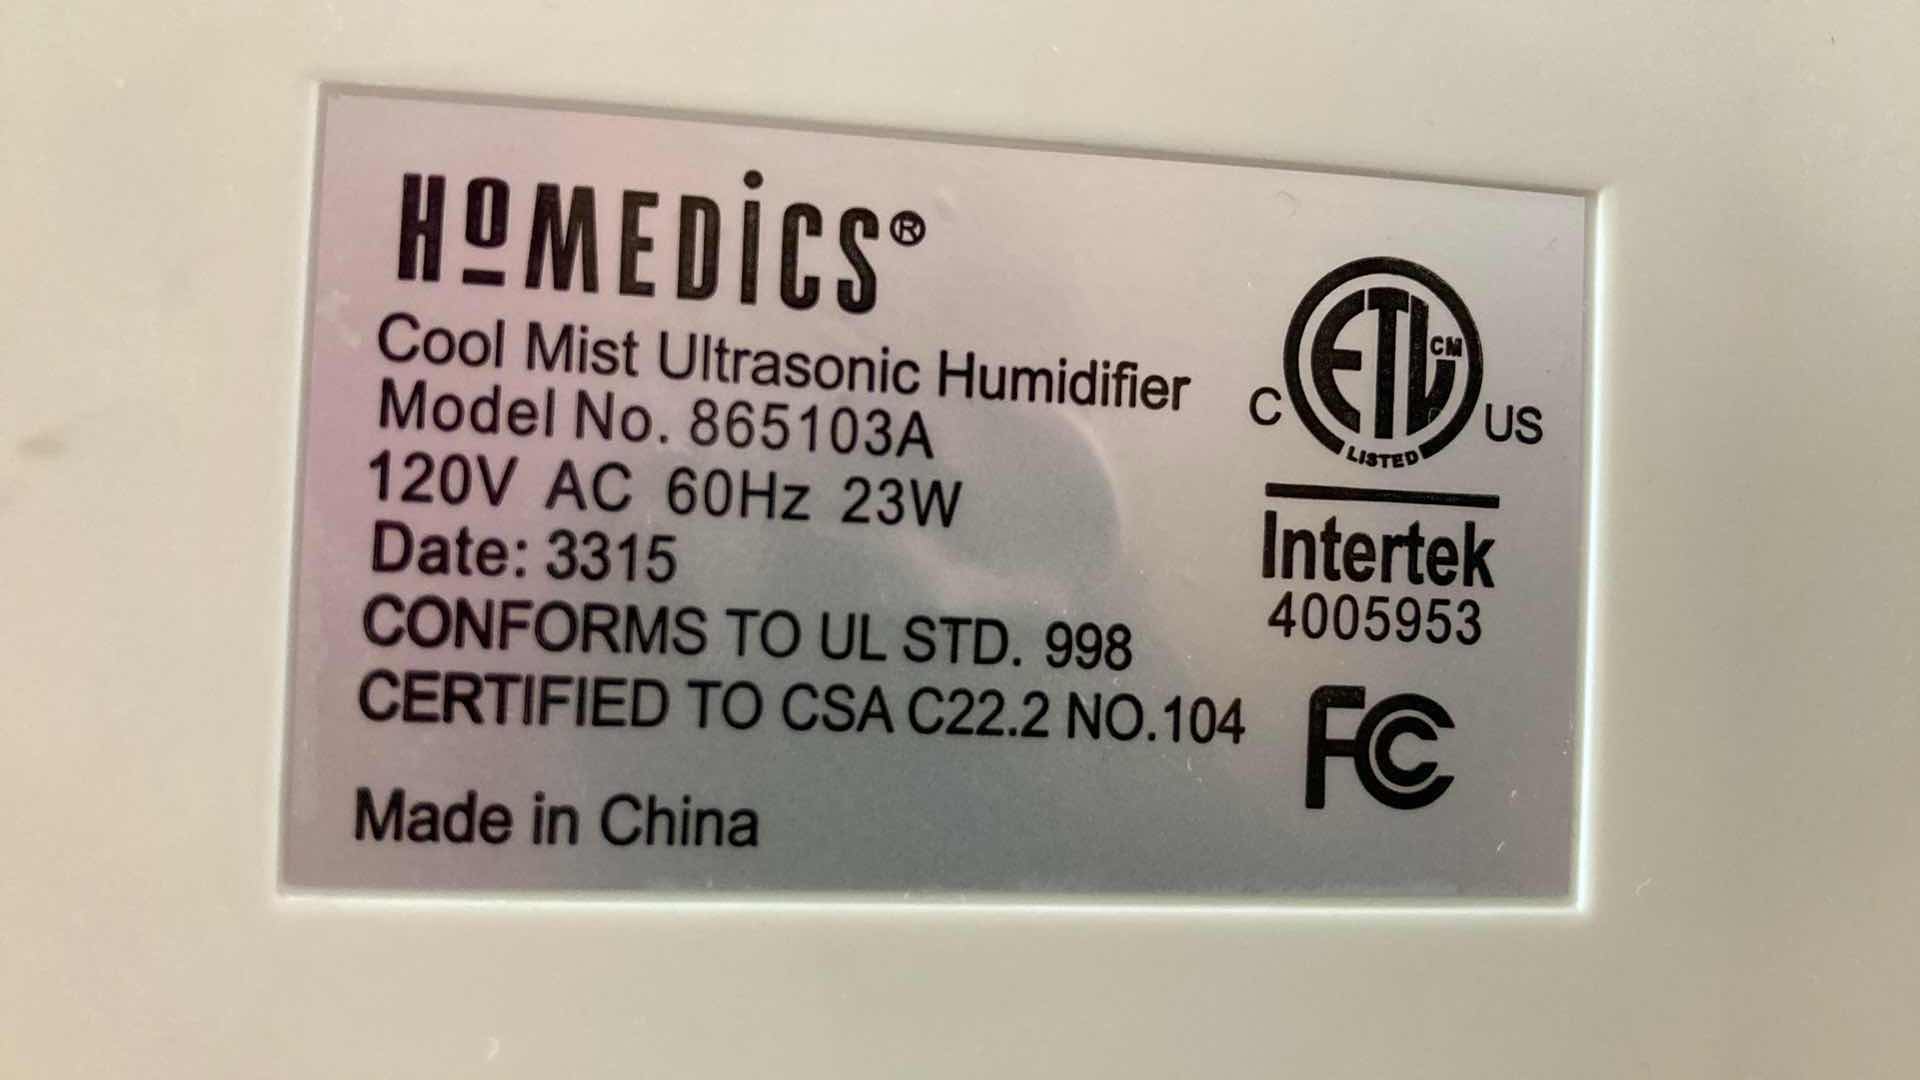 HoMEDiCS®
Cool Mist Ultrasonic Humidifier
Model No. 865103A
120V AC 60Hz 23W
Date: 3315
CONFORMS TO UL STD. 998
CERTIFIED TO CSA C22.2 NO.104
Made in China
ETL CM
C US
LISTED
Intertek
4005953
FC